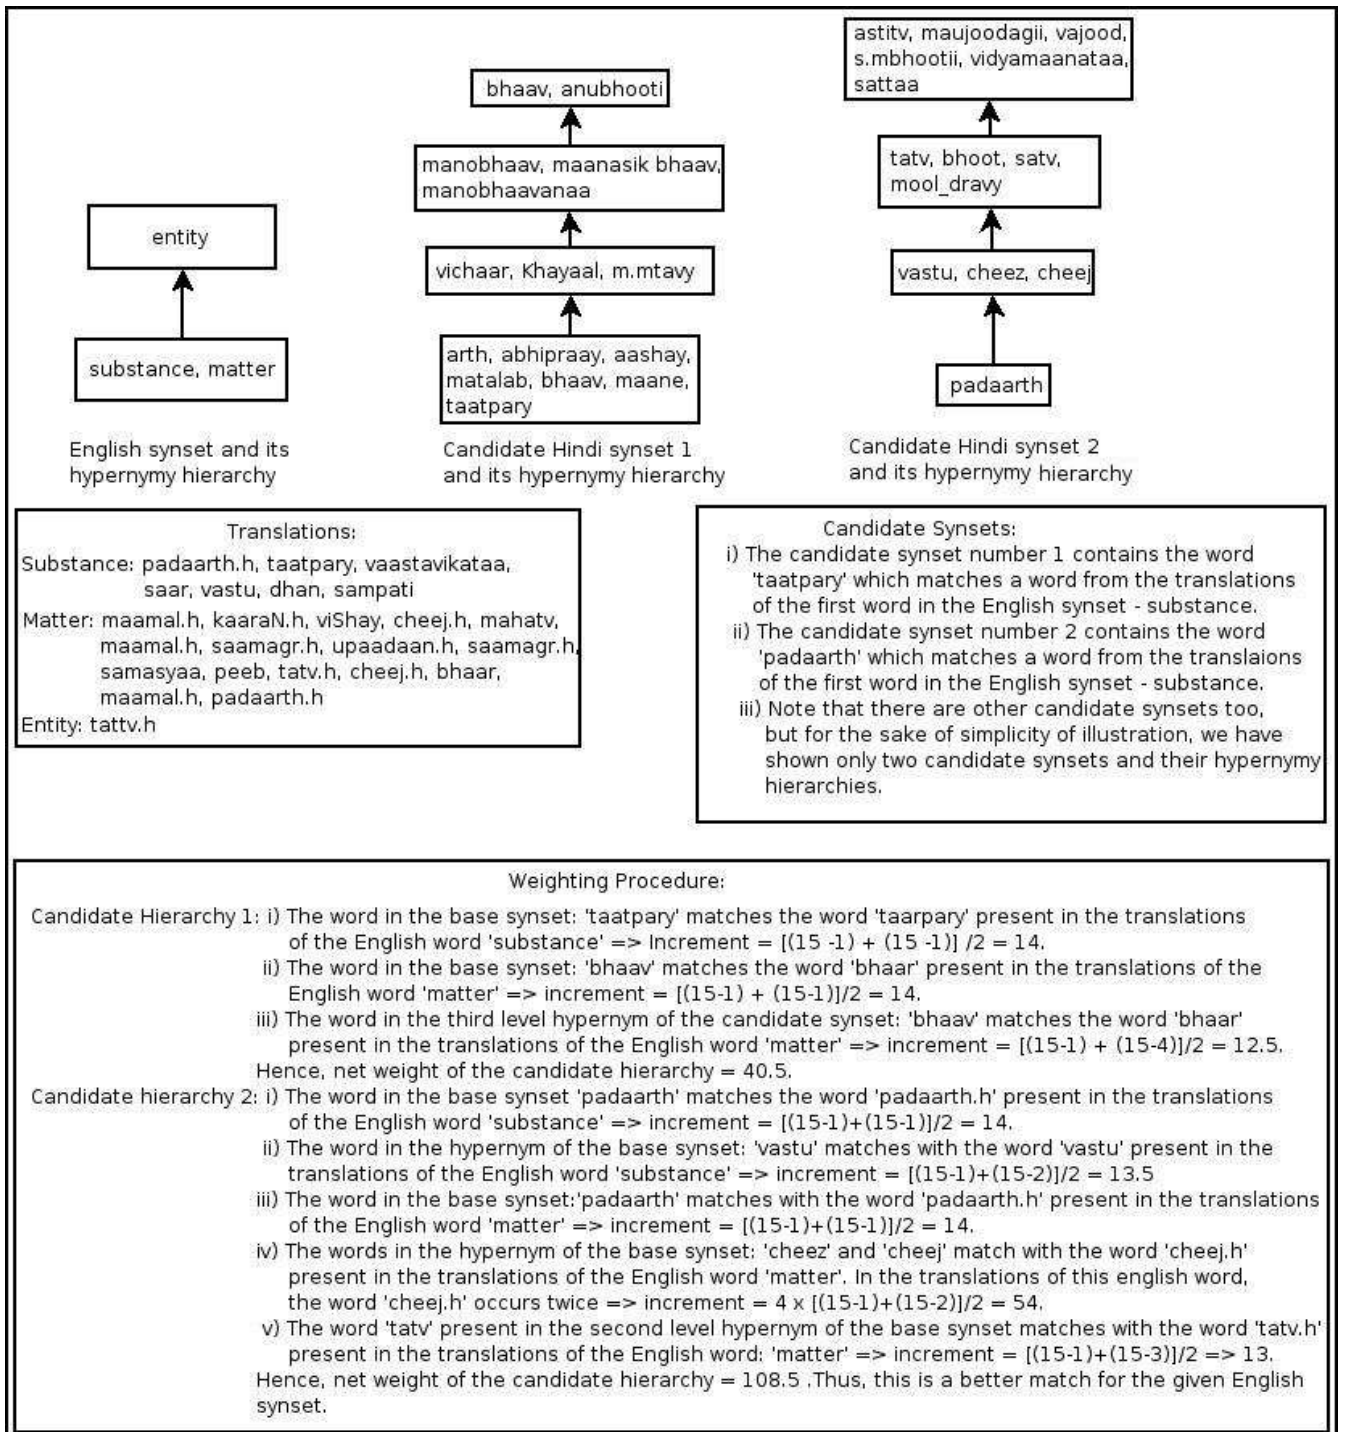 astitv, maujoodagii, vajood,
s.mbhootii, vidyamaanataa,
sattaa
bhaav, anubhooti
manobhaav, maanasik bhaav,
manobhaavanaa
tatv, bhoot, satv,
mool_dravy
entity
vichaar, Khayaal, m.mtavy
vastu, cheez, cheej
substance, matter
arth, abhipraay, aashay,
matalab, bhaav, maane,
taatpary
padaarth
English synset and its
hypernymy hierarchy
Candidate Hindi synset 1
and its hypernymy hierarchy
Candidate Hindi synset 2
and its hypernymy hierarchy
Translations:
Substance: padaarth.h, taatpary, vaastavikataa,
saar, vastu, dhan, sampati
Matter: maamal.h, kaaraN.h, viShay, cheej.h, mahatv,
maamal.h, saamagr.h, upaadaan.h, saamagr.h,
samasyaa, peeb, tatv.h, cheej.h, bhaar,
maamal.h, padaarth.h
Entity: tattv.h
Candidate Synsets:
i) The candidate synset number 1 contains the word
'taatpary' which matches a word from the translations
of the first word in the English synset - substance.
ii) The candidate synset number 2 contains the word
'padaarth' which matches a word from the translaions
of the first word in the English synset - substance.
iii) Note that there are other candidate synsets too,
but for the sake of simplicity of illustration, we have
shown only two candidate synsets and their hypernymy
hierarchies.
Weighting Procedure:
Candidate Hierarchy 1: i) The word in the base synset: 'taatpary' matches the word 'taarpary' present in the translations
of the English word 'substance' => Increment = [(15 -1) + (15 -1)] /2 = 14.
ii) The word in the base synset: 'bhaav' matches the word 'bhaar' present in the translations of the
English word 'matter' => increment = [(15-1) + (15-1)]/2 = 14.
iii) The word in the third level hypernym of the candidate synset: 'bhaav' matches the word 'bhaar'
present in the translations of the English word 'matter' => increment = [(15-1) + (15-4)]/2 = 12.5.
Hence, net weight of the candidate hierarchy = 40.5.
Candidate hierarchy 2: i) The word in the base synset 'padaarth' matches the word 'padaarth.h' present in the translations
of the English word 'substance' => increment = [(15-1)+(15-1)]/2 = 14.
ii) The word in the hypernym of the base synset: 'vastu' matches with the word 'vastu' present in the
translations of the English word 'substance' => increment = [(15-1)+(15-2)]/2 = 13.5
iii) The word in the base synset:'padaarth' matches with the word 'padaarth.h' present in the translations
of the English word 'matter' => increment = [(15-1)+(15-1)]/2 = 14.
iv) The words in the hypernym of the base synset: 'cheez' and 'cheej' match with the word 'cheej.h'
present in the translations of the English word 'matter'. In the translations of this english word,
the word 'cheej.h' occurs twice => increment = 4 x [(15-1)+(15-2)]/2 = 54.
v) The word 'tatv' present in the second level hypernym of the base synset matches with the word 'tatv.h'
present in the translations of the English word: 'matter' => increment = [(15-1)+(15-3)]/2 => 13.
Hence, net weight of the candidate hierarchy = 108.5 .Thus, this is a better match for the given English
synset.